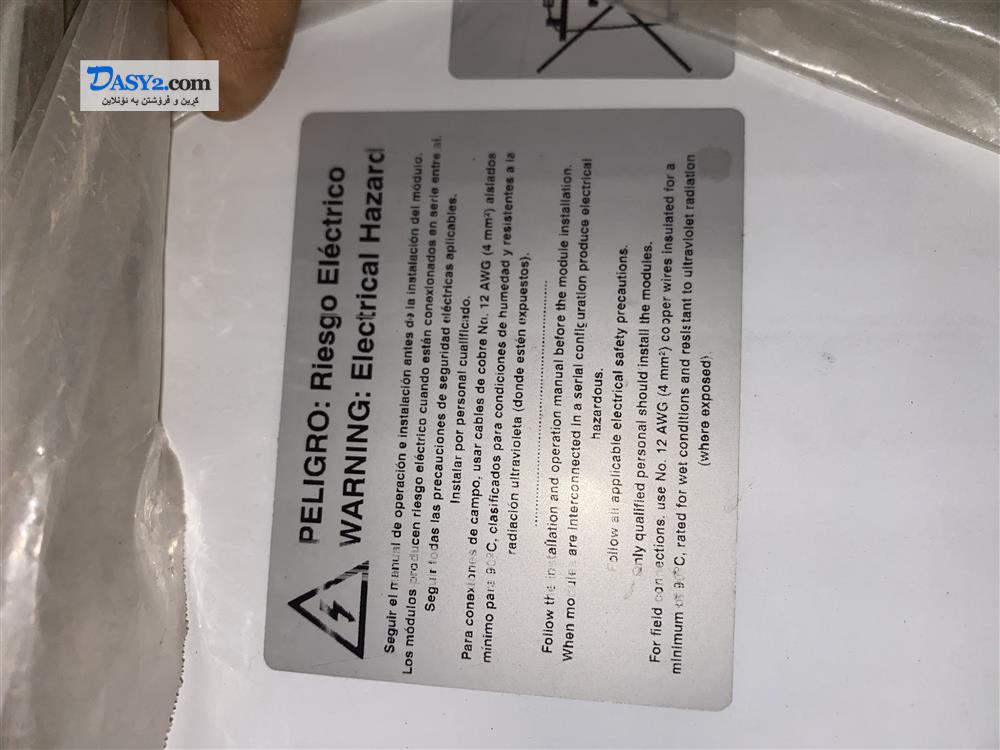 DASY2.com
كڕین و فرۆشتن بە ئۆنلاین
PELIGRO: Riesgo Eléctrico
WARNING: Electrical Hazard
Seguir el manual de operación e instalación antes de la instalación del módulo.
Los módulos producen riesgo eléctrico cuando están conexionados en serie entre sí.
Seguir todas las precauciones de seguridad eléctricas aplicables.
Instalar por personal cualificado.
Para conexiones de campo, usar cables de cobre No. 12 AWG (4 mm²) aislados
mínimo para 90ºC, clasificados para condiciones de humedad y resistentes a la
radiación ultravioleta (donde estén expuestos).
Follow the installation and operation manual before the module installation.
When modules are interconnected in a serial configuration produce electrical
hazardous.
Follow all applicable electrical safety precautions.
Only qualified personal should install the modules.
For field connections, use No. 12 AWG (4 mm²) copper wires insulated for a
minimum of 90ºC, rated for wet conditions and resistant to ultraviolet radiation
(where exposed).